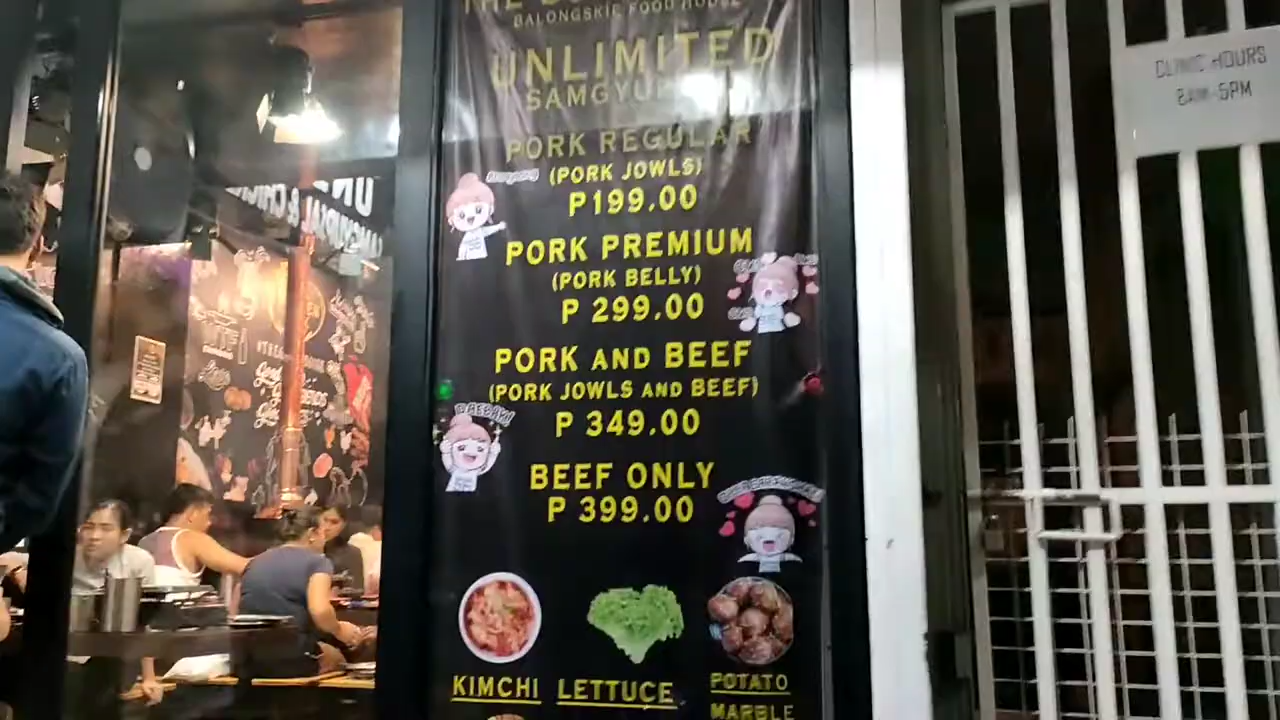 BALONGSKIE FOOD HOUSE
UNLIMITED
PORK REGULAR
(PORK JOWLS)
P199.00
PORK PREMIUM
(PORK BELLY)
P 299.00
PORK AND BEEF
(PORK JOWLS AND BEEF)
P 349.00
DAEBAK!
BEEF ONLY
P 399.00
KIMCHI
LETTUCE
POTATO
MARBLE
CLINIC HOURS
8AM-5PM